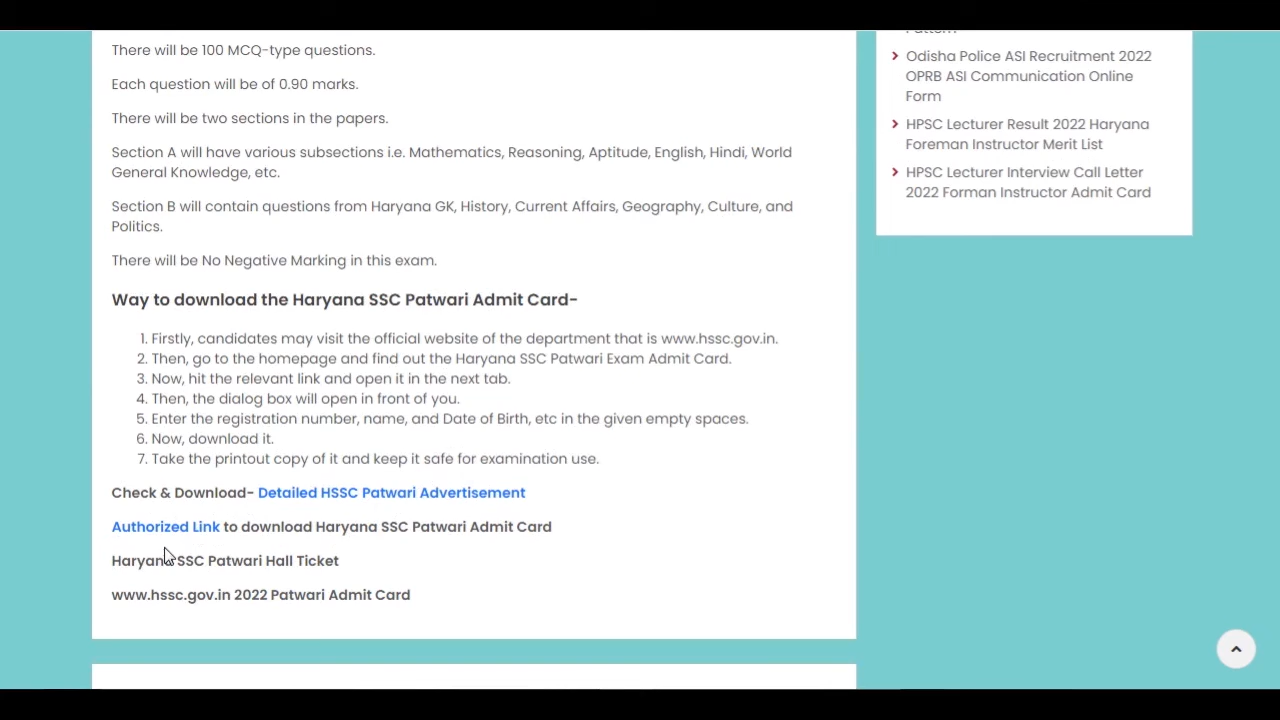 There will be 100 MCQ-type questions.
Each question will be of 0.90 marks.
There will be two sections in the papers.
Section A will have various subsections i.e. Mathematics, Reasoning, Aptitude, English, Hindi, World
General Knowledge, etc.
Section B will contain questions from Haryana GK, History, Current Affairs, Geography, Culture, and
Politics.
There will be No Negative Marking in this exam.
Way to download the Haryana SSC Patwari Admit Card-
1. Firstly, candidates may visit the official website of the department that is www.hssc.gov.in.
2. Then, go to the homepage and find out the Haryana SSC Patwari Exam Admit Card.
3. Now, hit the relevant link and open it in the next tab.
4. Then, the dialog box will open in front of you.
5. Enter the registration number, name, and Date of Birth, etc in the given empty spaces.
6. Now, download it.
7. Take the printout copy of it and keep it safe for examination use.
Check & Download- Detailed HSSC Patwari Advertisement
Authorized Link to download Haryana SSC Patwari Admit Card
Haryana SSC Patwari Hall Ticket
www.hssc.gov.in 2022 Patwari Admit Card
Odisha Police ASI Recruitment 2022
OPRB ASI Communication Online
Form
HPSC Lecturer Result 2022 Haryana
Foreman Instructor Merit List
HPSC Lecturer Interview Call Letter
2022 Forman Instructor Admit Card